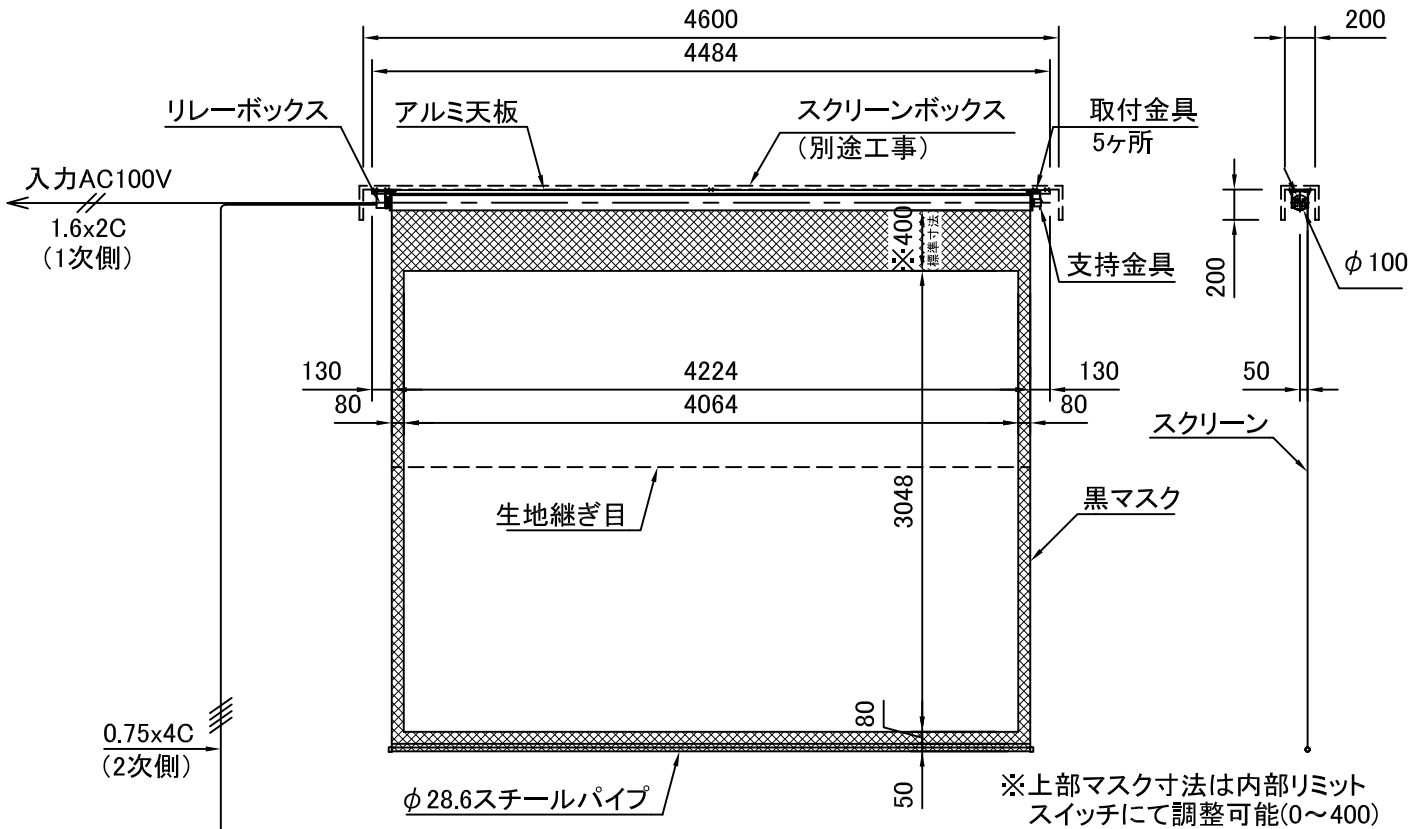 4600
200
4484
リレーボックス
アルミ天板
スクリーンボックス
(別途工事)
取付金具
5ヶ所
入力AC100V
1.6x2C
(1次側)
※400
標準寸法
支持金具
200
φ100
130
4224
130
50
80
4064
80
スクリーン
生地継ぎ目
3048
黒マスク
0.75x4C
(2次側)
80
φ28.6スチールパイプ
50
※上部マスク寸法は内部リミット
スイッチにて調整可能(0～400)